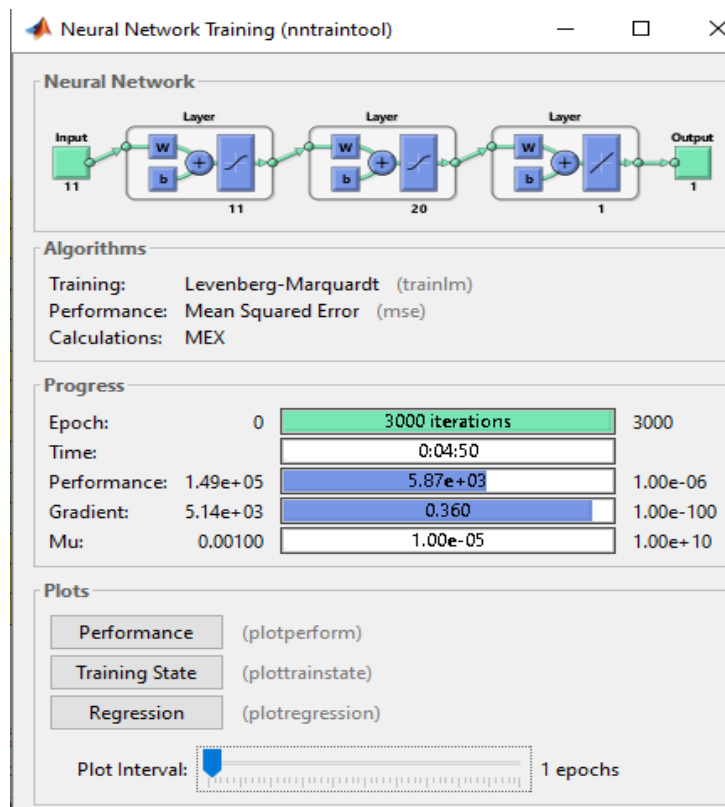 Neural Network Training (nntraintool)
Neural Network
Layer Layer Layer
Input Output
W W W
b b b
11 1
11 20 1
Algorithms
Training: Levenberg-Marquardt (trainlm)
Performance: Mean Squared Error (mse)
Calculations: MEX
Progress
Epoch: 0 3000 iterations 3000
Time: 0:04:50
Performance: 1.49e+05 5.87e+03 1.00e-06
Gradient: 5.14e+03 0.360 1.00e-100
Mu: 0.00100 1.00e-05 1.00e+10
Plots
Performance (plotperform)
Training State (plottrainstate)
Regression (plotregression)
Plot Interval: 1 epochs